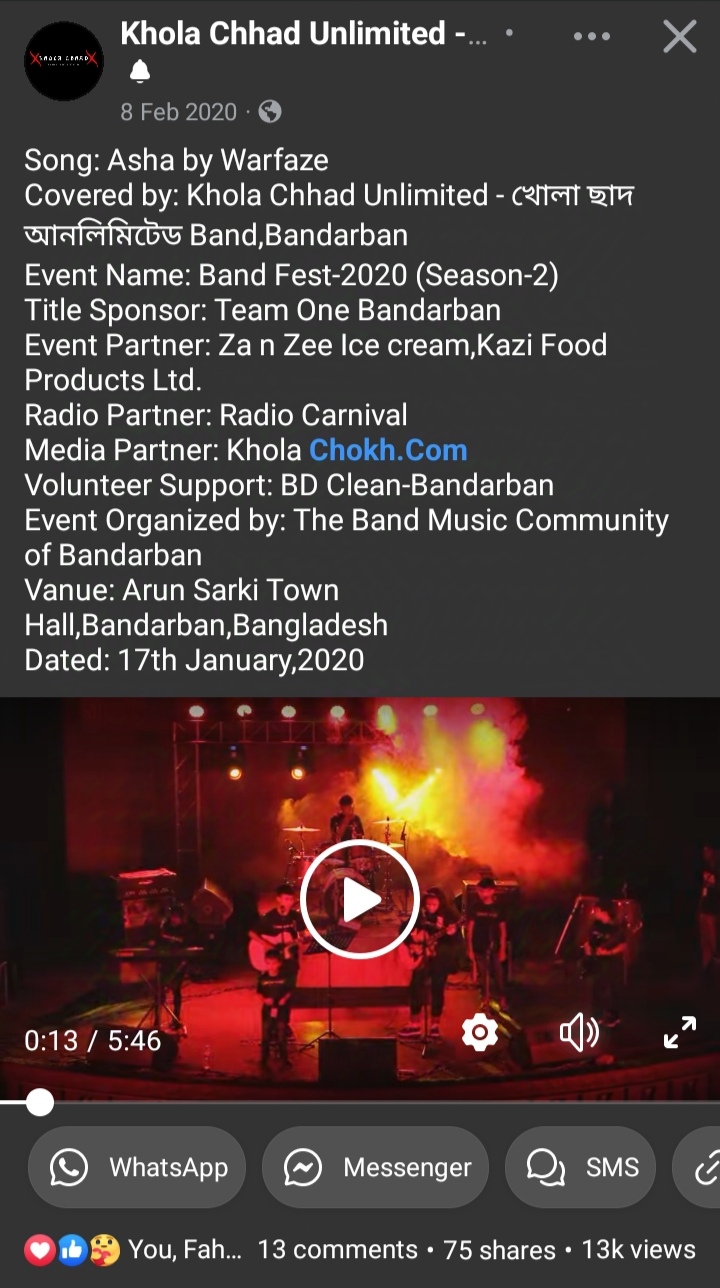 Khola Chhad Unlimited -...
8 Feb 2020
Song: Asha by Warfaze
Covered by: Khola Chhad Unlimited - খোলা ছাদ
আনলিমিটেড Band,Bandarban
Event Name: Band Fest-2020 (Season-2)
Title Sponsor: Team One Bandarban
Event Partner: Za n Zee Ice cream,Kazi Food
Products Ltd.
Radio Partner: Radio Carnival
Media Partner: Khola Chokh.Com
Volunteer Support: BD Clean-Bandarban
Event Organized by: The Band Music Community
of Bandarban
Vanue: Arun Sarki Town
Hall,Bandarban,Bangladesh
Dated: 17th January,2020
0:13 / 5:46
WhatsApp Messenger SMS
You, Fah... 13 comments • 75 shares • 13k views